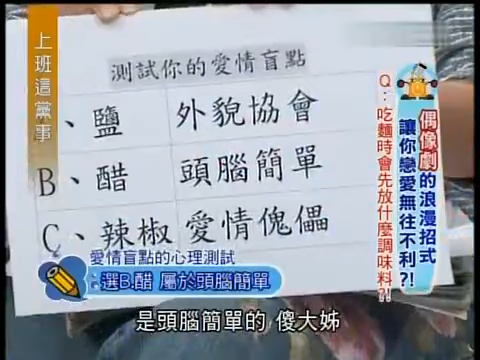 上班這黨事
測試你的愛情盲點
、鹽 外貌協會
B、醋 頭腦簡單
C、辣椒 愛情傀儡
偶像劇的浪漫招式
讓你戀愛無往不利?!
Q：吃麵時會先放什麼調味料?!
愛情盲點的心理測試
選B.醋 屬於頭腦簡單
是頭腦簡單的 傻大姊